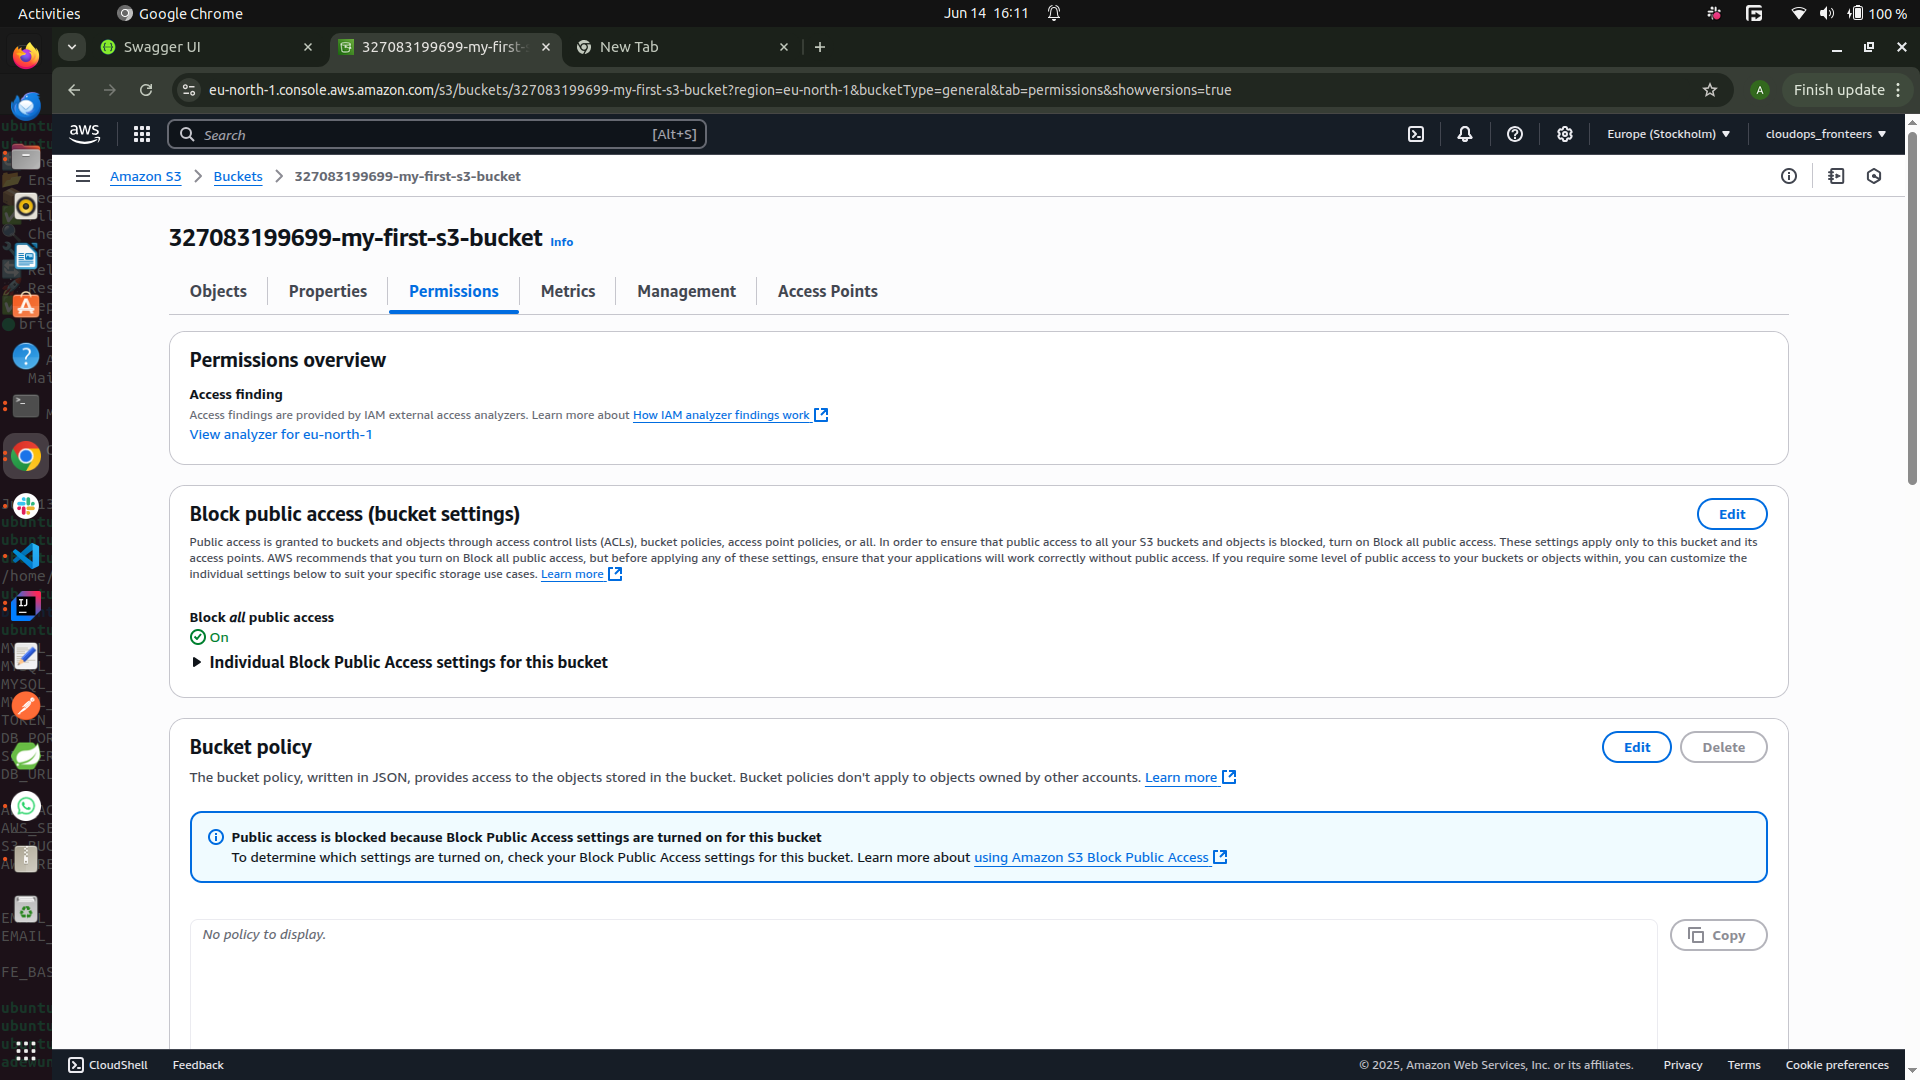 Activities
Google Chrome
Jun 14 16:11
100 %
Swagger UI
327083199699-my-first-
New Tab
eu-north-1.console.aws.amazon.com/s3/buckets/327083199699-my-first-s3-bucket?region=eu-north-1&bucketType=general&tab=permissions&showversions=true
A
Finish update
aws
Search
[Alt+S]
Europe (Stockholm)
cloudops_fronteers
Amazon S3
Buckets
327083199699-my-first-s3-bucket
327083199699-my-first-s3-bucket Info
Objects
Properties
Permissions
Metrics
Management
Access Points
Permissions overview
Access finding
Access findings are provided by IAM external access analyzers. Learn more about How IAM analyzer findings work
View analyzer for eu-north-1
Block public access (bucket settings)
Edit
Public access is granted to buckets and objects through access control lists (ACLs), bucket policies, access point policies, or all. In order to ensure that public access to all your S3 buckets and objects is blocked, turn on Block all public access. These settings apply only to this bucket and its
access points. AWS recommends that you turn on Block all public access, but before applying any of these settings, ensure that your applications will work correctly without public access. If you require some level of public access to your buckets or objects within, you can customize the
individual settings below to suit your specific storage use cases. Learn more
Block all public access
On
Individual Block Public Access settings for this bucket
Bucket policy
Edit
Delete
The bucket policy, written in JSON, provides access to the objects stored in the bucket. Bucket policies don't apply to objects owned by other accounts. Learn more
Public access is blocked because Block Public Access settings are turned on for this bucket
To determine which settings are turned on, check your Block Public Access settings for this bucket. Learn more about using Amazon S3 Block Public Access
No policy to display.
Copy
CloudShell
Feedback
© 2025, Amazon Web Services, Inc. or its affiliates.
Privacy
Terms
Cookie preferences